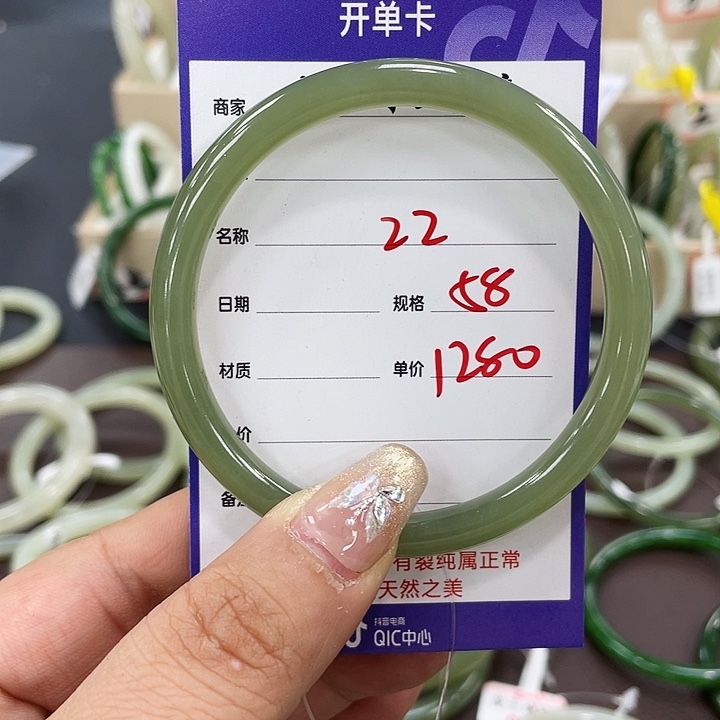 开单卡
商家
名称 22
日期 规格 58
材质 单价 1280
价
有裂纯属正常
天然之美
抖音电商
QIC中心